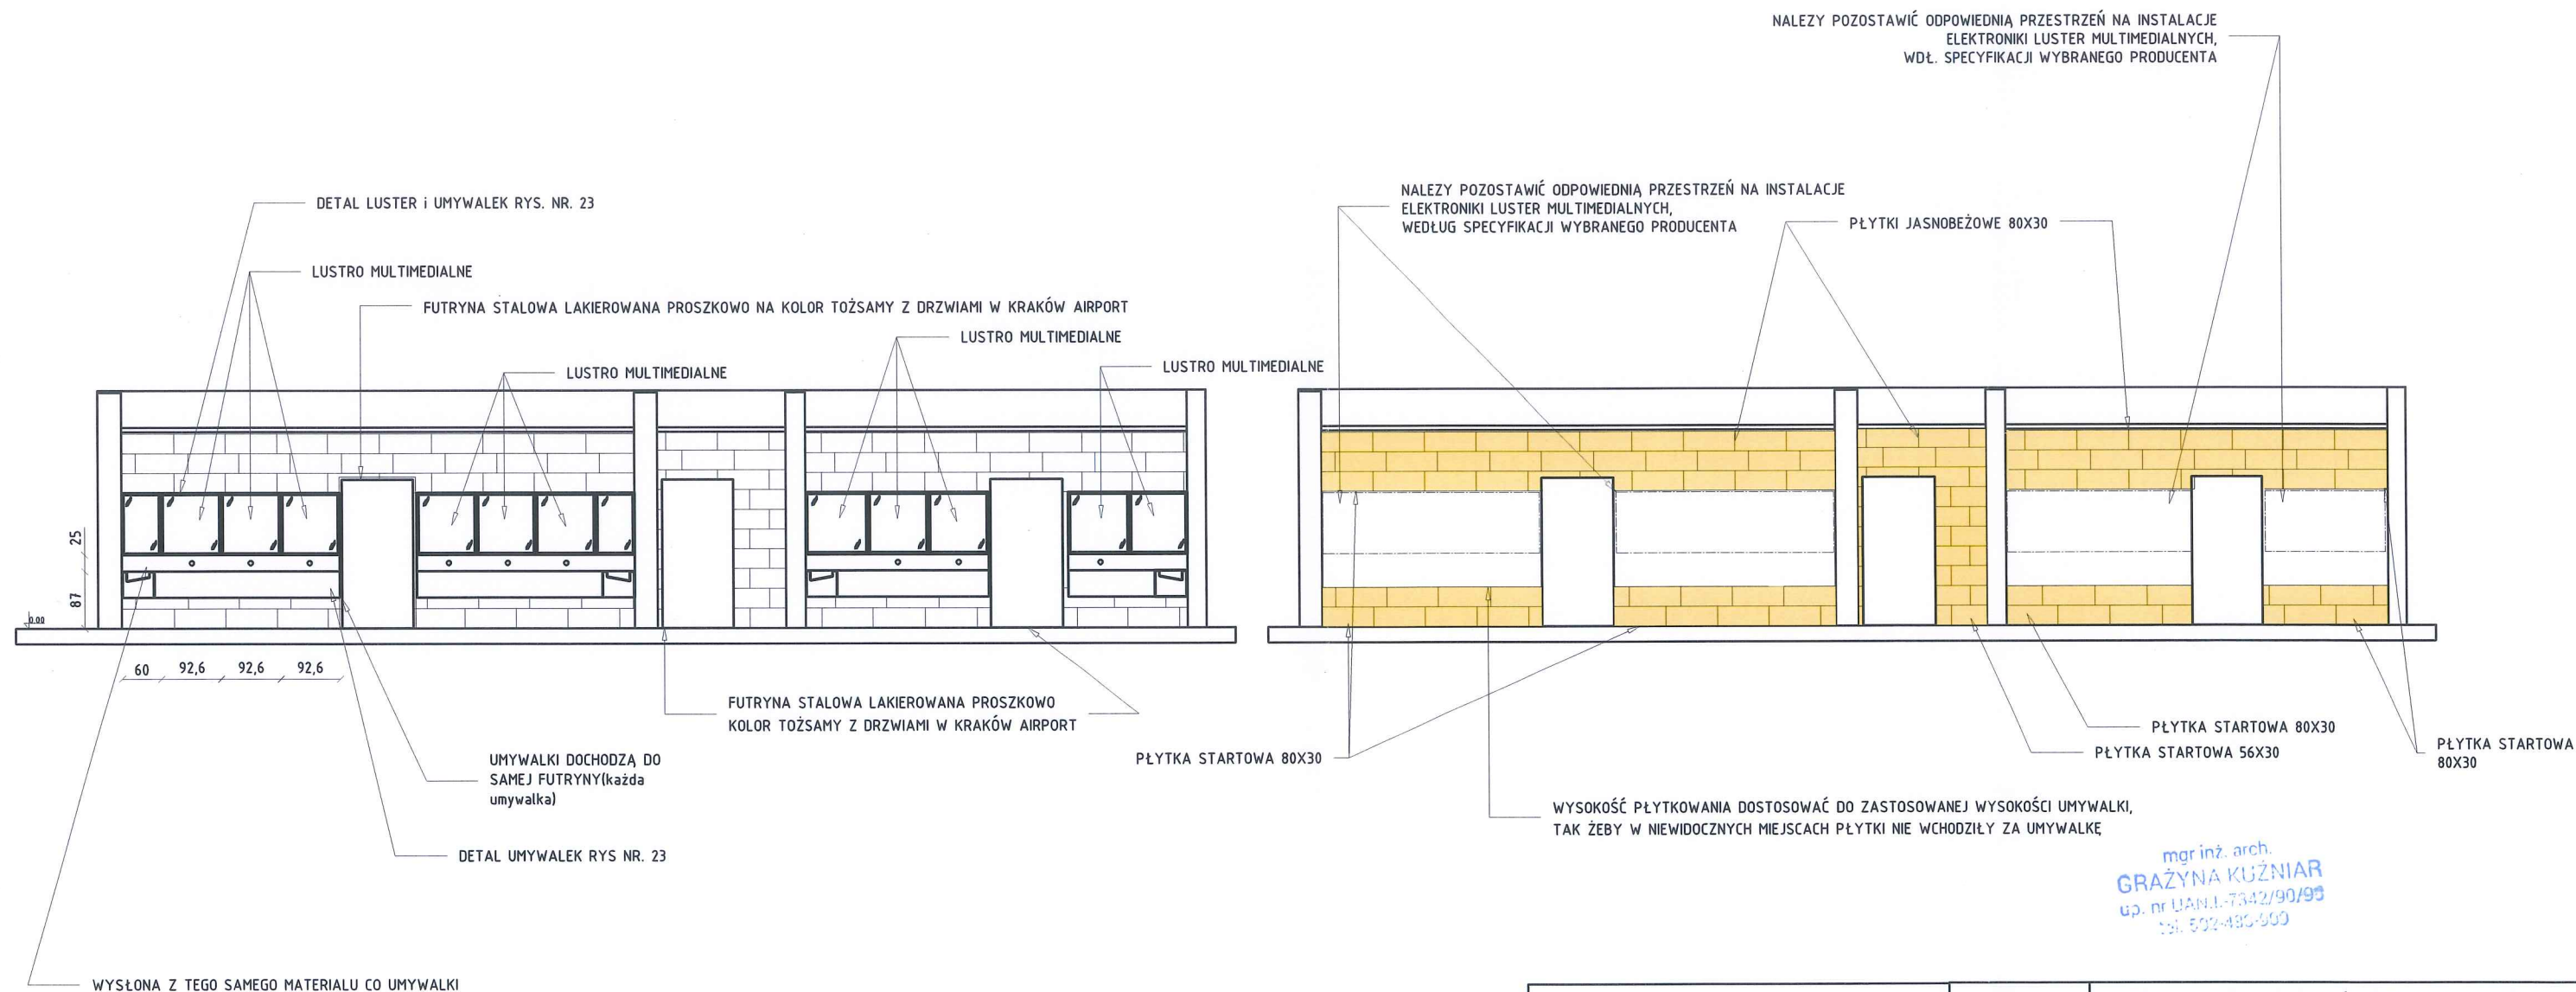 NALEZY POZOSTAWIĆ ODPOWIEDNIĄ PRZESTRZEŃ NA INSTALACJE
ELEKTRONIKI LUSTER MULTIMEDIALNYCH,
WDŁ. SPECYFIKACJI WYBRANEGO PRODUCENTA
NALEZY POZOSTAWIĆ ODPOWIEDNIĄ PRZESTRZEŃ NA INSTALACJE
ELEKTRONIKI LUSTER MULTIMEDIALNYCH,
WEDŁUG SPECYFIKACJI WYBRANEGO PRODUCENTA
PŁYTKI JASNOBEŻOWE 80X30
DETAL LUSTER i UMYWALEK RYS. NR. 23
LUSTRO MULTIMEDIALNE
FUTRYNA STALOWA LAKIEROWANA PROSZKOWO NA KOLOR TOŻSAMY Z DRZWIAMI W KRAKÓW AIRPORT
LUSTRO MULTIMEDIALNE
LUSTRO MULTIMEDIALNE
LUSTRO MULTIMEDIALNE
25
87
0.00
60 92,6 92,6 92,6
FUTRYNA STALOWA LAKIEROWANA PROSZKOWO
KOLOR TOŻSAMY Z DRZWIAMI W KRAKÓW AIRPORT
UMYWALKI DOCHODZĄ DO
SAMEJ FUTRYNY(każda
umywalka)
DETAL UMYWALEK RYS NR. 23
WYSŁONA Z TEGO SAMEGO MATERIALU CO UMYWALKI
PŁYTKA STARTOWA 80X30
PŁYTKA STARTOWA 80X30
PŁYTKA STARTOWA 56X30
PŁYTKA STARTOWA
80X30
WYSOKOŚĆ PŁYTKOWANIA DOSTOSOWAĆ DO ZASTOSOWANEJ WYSOKOŚCI UMYWALKI,
TAK ŻEBY W NIEWIDOCZNYCH MIEJSCACH PŁYTKI NIE WCHODZIŁY ZA UMYWALKĘ
mgr inż. arch.
GRAŻYNA KUŹNIAR
up. nr